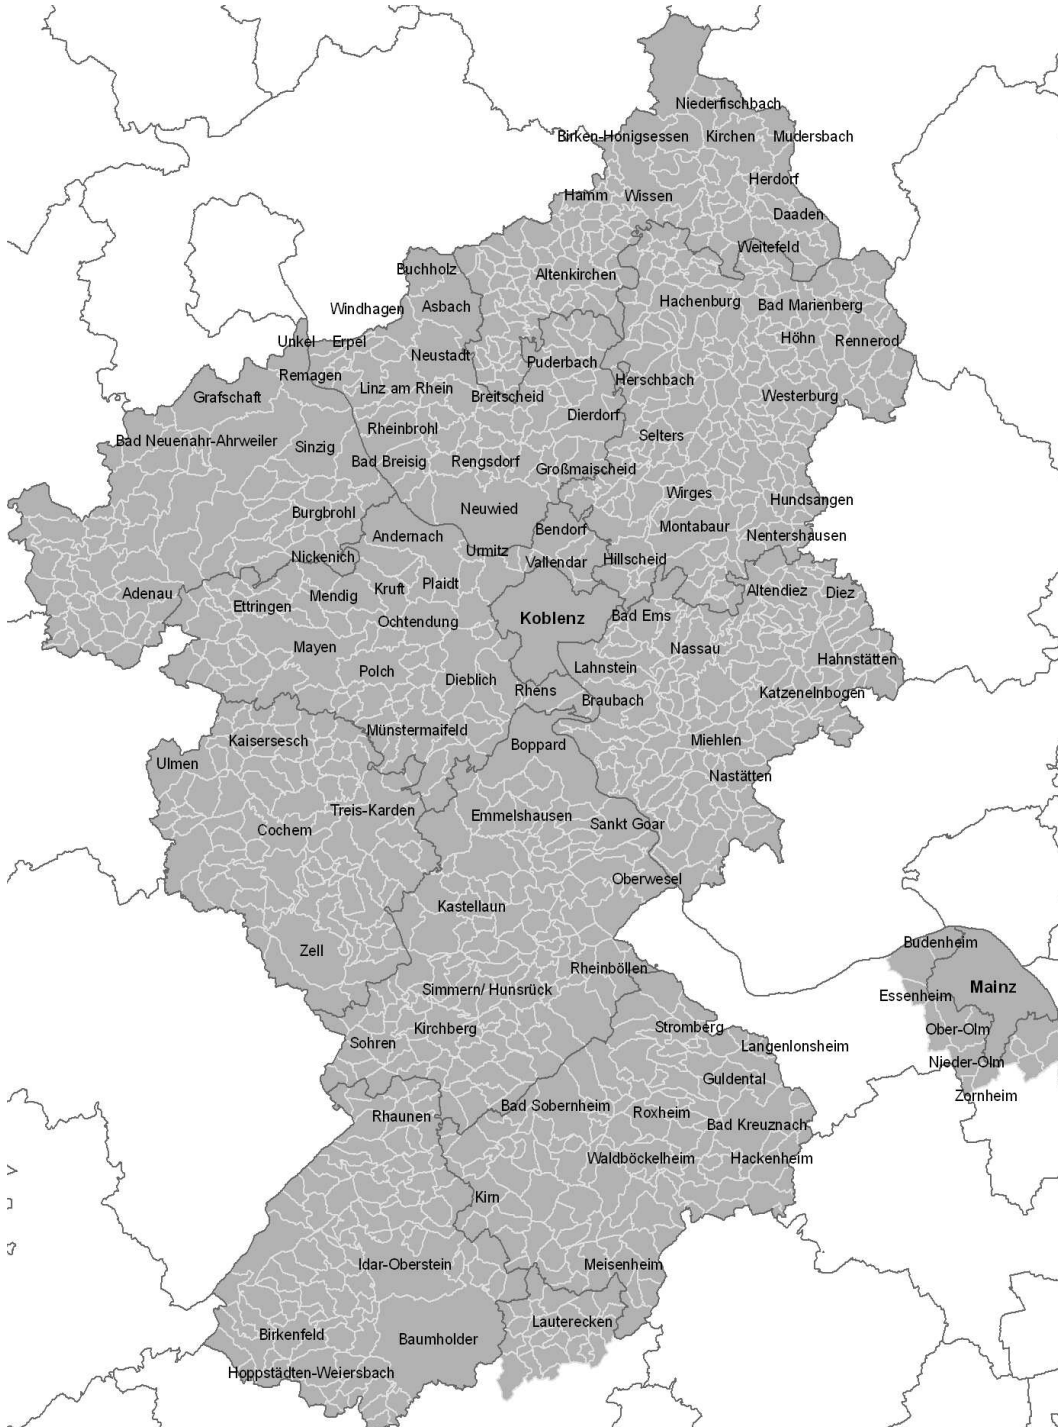 Niederfischbach
Birken-Honigsessen Kirchen Mudersbach
Herdorf
Hamm Wissen
Daaden
Weitefeld
Buchholz Altenkirchen
Hachenburg Bad Marienberg
Windhagen Asbach
Unkel Erpel Höhn Rennerod
Neustadt Puderbach
Remagen Herschbach
Grafschaft Linz am Rhein Breitscheid Westerburg
Dierdorf
Rheinbrohl Selters
Bad Neuenahr-Ahrweiler Sinzig
Bad Breisig Rengsdorf Großmaischeid
Wirges Hundsangen
Burgbrohl Neuwied
Andernach Bendorf Montabaur Nentershausen
Nickenich Urmitz Vallendar Hillscheid
Adenau Ettringen Mendig Kruft Plaidt Altendiez Diez
Ochtendung Koblenz Bad Ems
Mayen Nassau Hahnstätten
Polch Dieblich Lahnstein
Rhens Braubach Katzenelnbogen
Münstermaifeld
Kaisersesch Boppard Miehlen
Ulmen Nastätten
Treis-Karden Emmelshausen Sankt Goar
Cochem
Oberwesel
Kastellaun
Zell Budenheim
Rheinböllen
Simmern/ Hunsrück Essenheim Mainz
Kirchberg Stromberg Ober-Olm
Sohren Langenlonsheim
Nieder-Olm
Guldental
Zornheim
Rhaunen Bad Sobernheim Roxheim Bad Kreuznach
Waldböckelheim Hackenheim
Kirn
Idar-Oberstein Meisenheim
Birkenfeld Baumholder Lauterecken
Hoppstädten-Weiersbach